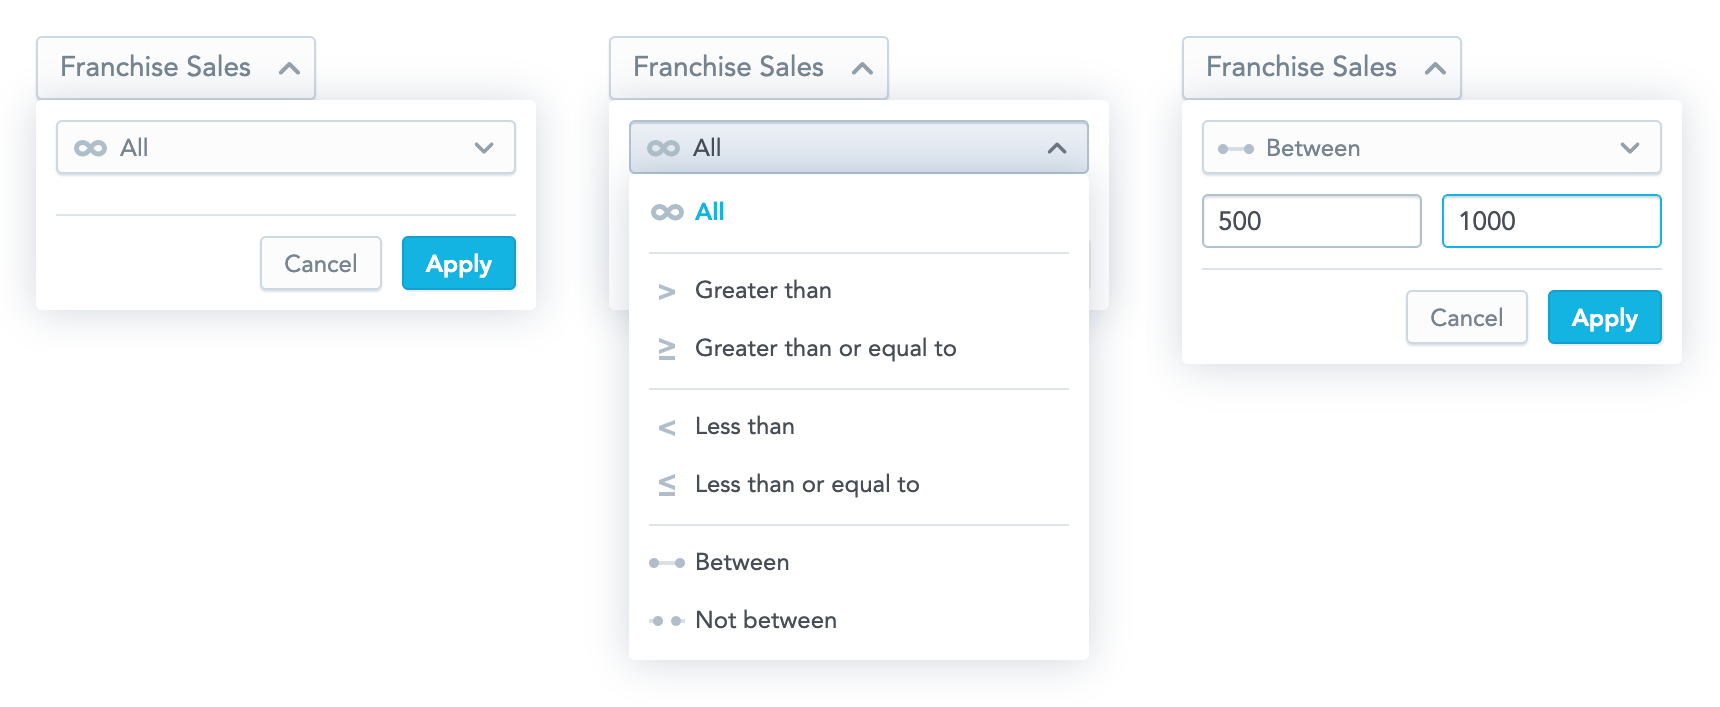 Franchise Sales
All
Cancel
Apply
Franchise Sales
All
All
> Greater than
≥ Greater than or equal to
< Less than
≤ Less than or equal to
Between
Not between
Franchise Sales
Between
500
1000
Cancel
Apply